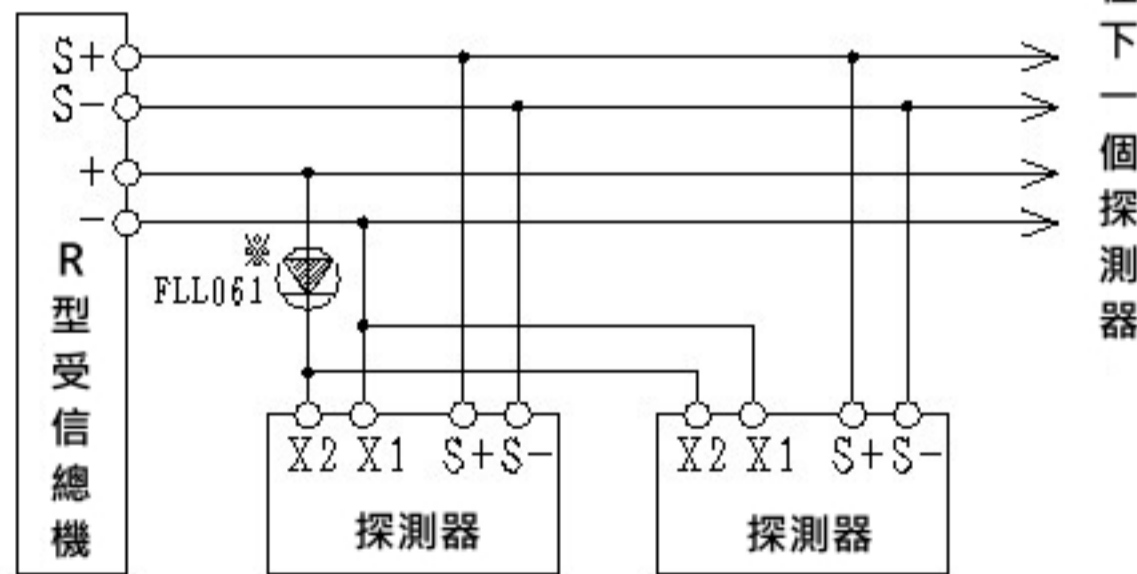 S+
S-
+
-
R型受信總機
※
FLL061
X2 X1 S+ S-
探測器
X2 X1 S+ S-
探測器
下一個探測器